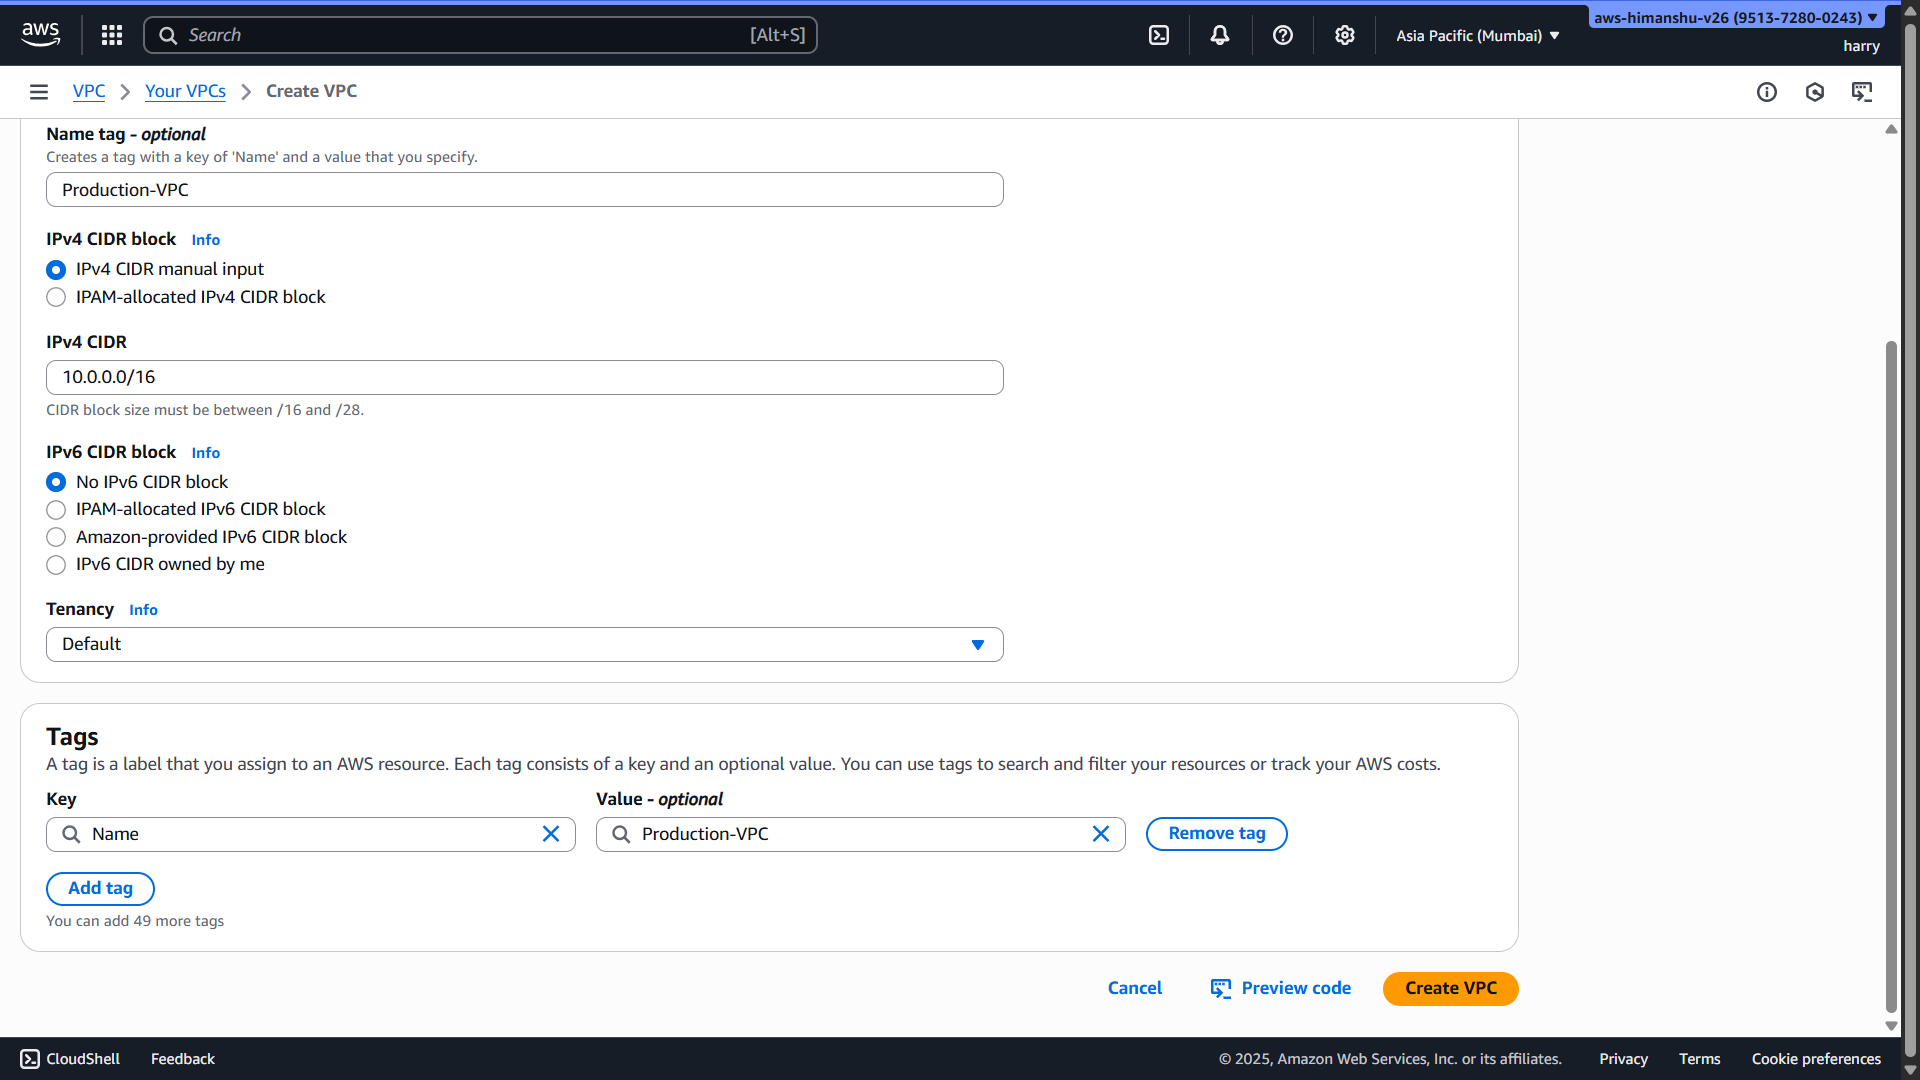 aws
Search
[Alt+S]
Asia Pacific (Mumbai)
aws-himanshu-v26 (9513-7280-0243)
harry
VPC
Your VPCs
Create VPC
Name tag - optional
Creates a tag with a key of 'Name' and a value that you specify.
Production-VPC
IPv4 CIDR block Info
IPv4 CIDR manual input
IPAM-allocated IPv4 CIDR block
IPv4 CIDR
10.0.0.0/16
CIDR block size must be between /16 and /28.
IPv6 CIDR block Info
No IPv6 CIDR block
IPAM-allocated IPv6 CIDR block
Amazon-provided IPv6 CIDR block
IPv6 CIDR owned by me
Tenancy Info
Default
Tags
A tag is a label that you assign to an AWS resource. Each tag consists of a key and an optional value. You can use tags to search and filter your resources or track your AWS costs.
Key
Value - optional
Name
Production-VPC
Remove tag
Add tag
You can add 49 more tags
Cancel
Preview code
Create VPC
CloudShell
Feedback
© 2025, Amazon Web Services, Inc. or its affiliates.
Privacy
Terms
Cookie preferences